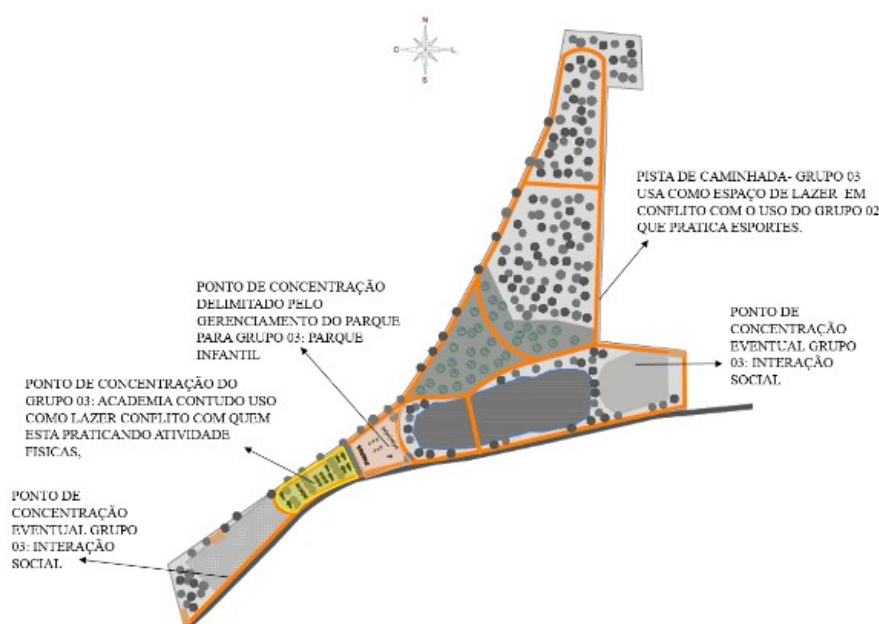 N
O
L
S
PISTA DE CAMINHADA- GRUPO 03
USA COMO ESPAÇO DE LAZER EM
CONFLITO COM O USO DO GRUPO 02
QUE PRATICA ESPORTES.
PONTO DE CONCENTRAÇÃO
DELIMITADO PELO
GERENCIAMENTO DO PARQUE
PARA GRUPO 03: PARQUE
INFANTIL
PONTO DE
CONCENTRAÇÃO
EVENTUAL GRUPO
03: INTERAÇÃO
SOCIAL
PONTO DE CONCENTRAÇÃO DO
GRUPO 03: ACADEMIA CONTUDO USO
COMO LAZER CONFLITO COM QUEM
ESTA PRATICANDO ATIVIDADE
FISICAS,
PONTO DE
CONCENTRAÇÃO
EVENTUAL GRUPO
03: INTERAÇÃO
SOCIAL